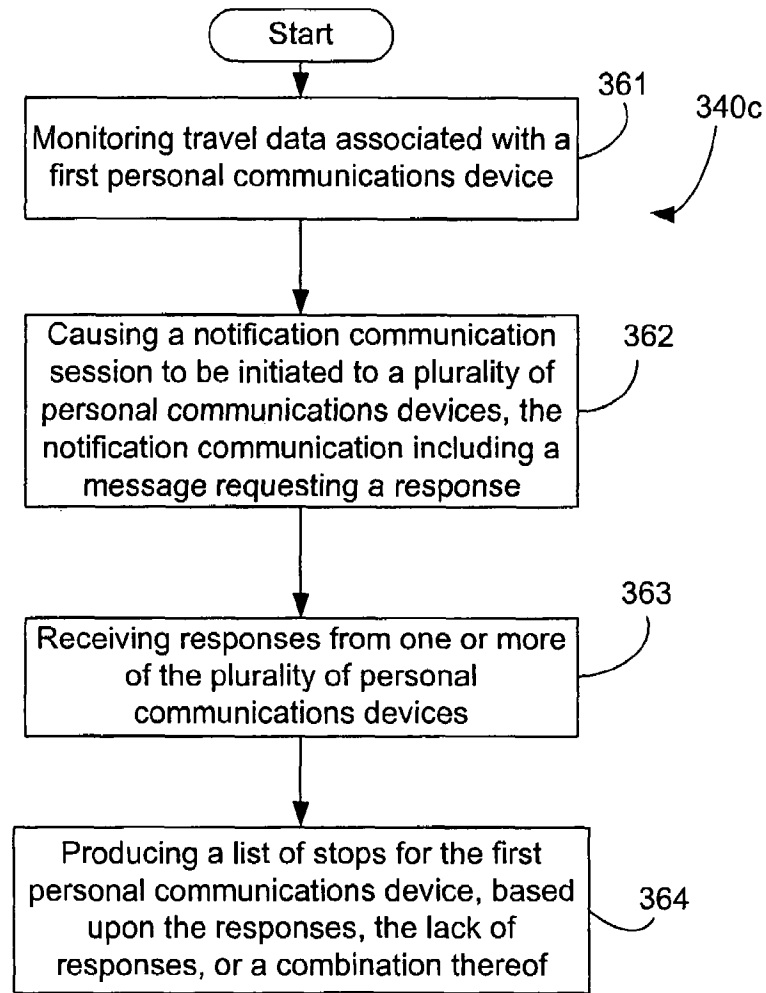 Start
361
340c
Monitoring travel data associated with a
first personal communications device
362
Causing a notification communication
session to be initiated to a plurality of
personal communications devices, the
notification communication including a
message requesting a response
363
Receiving responses from one or more
of the plurality of personal
communications devices
Producing a list of stops for the first
personal communications device, based
upon the responses, the lack of
responses, or a combination thereof
364